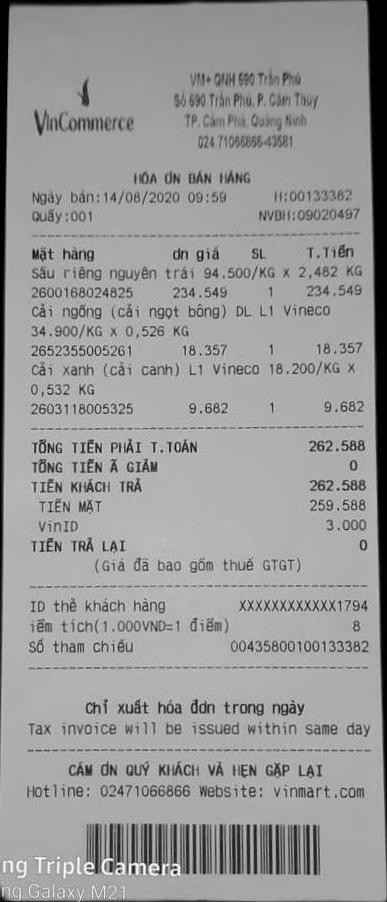 VinCommerce
VM+ QNH 690 Trần Phú
Số 690 Trần Phú, P. Cẩm Thủy
TP. Cẩm Phả, Quảng Ninh
024.71066866-43581
HÓA ƠN BÁN HÀNG
Ngày bán:14/08/2020 09:59 H:00133382
Quầy:001 NVBH:09020497
Mặt hàng đn giá SL T.Tiền
Sầu riêng nguyên trái 94.500/KG X 2,482 KG
2600168024825 234.549 1 234.549
Cải ngồng (cải ngọt bông) DL L1 Vineco
34.900/KG X 0,526 KG
2652355005261 18.357 1 18.357
Cải xanh (cải canh) L1 Vineco 18.200/KG X
0,532 KG
2603118005325 9.682 1 9.682
TỔNG TIỀN PHẢI T.TOÁN 262.588
TỔNG TIỀN Ã GIẢM 0
TIỀN KHÁCH TRẢ 262.588
TIỀN MẶT 259.588
VinID 3.000
TIỀN TRẢ LẠI 0
(Giá đã bao gồm thuế GTGT)
ID thẻ khách hàng XXXXXXXXXXXX1794
iểm tích(1.000VND=1 điểm) 8
Số tham chiếu 00435800100133382
Chỉ xuất hóa đơn trong ngày
Tax invoice will be issued within same day
CẢM ƠN QUÝ KHÁCH VÀ HẸN GẶP LẠI
Hotline: 02471066866 Website: vinmart.com
ng Triple Camera
ng Galaxy M21